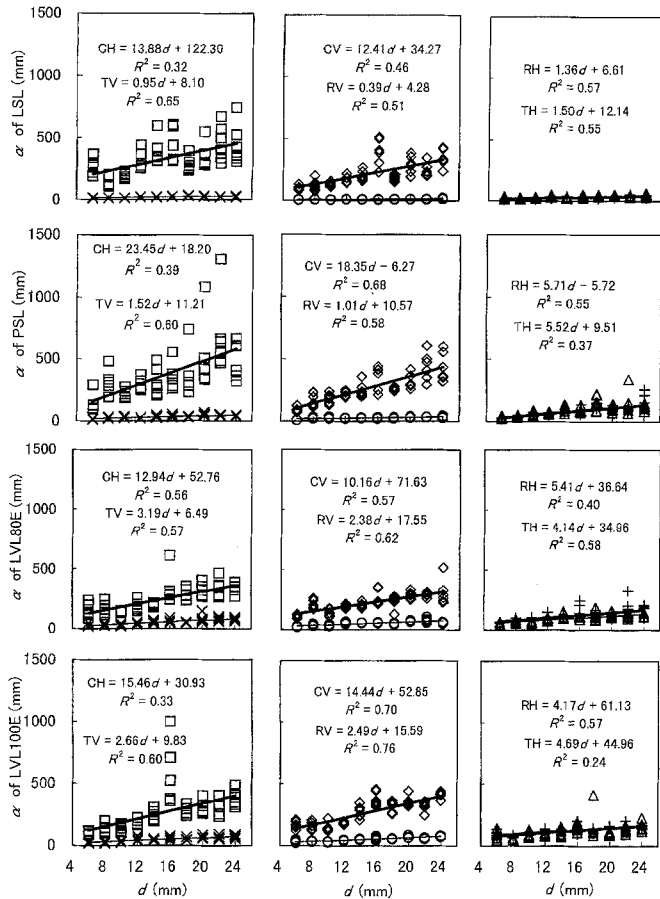 1500
1000
500
0
α of LSL (mm)
CH = 13.88d + 122.30
R² = 0.32
TV = 0.95d + 8.10
R² = 0.65
CV = 12.41d + 34.27
R² = 0.46
RV = 0.39d + 4.28
R² = 0.51
RH = 1.36d + 6.61
R² = 0.57
TH = 1.50d + 12.14
R² = 0.55
1500
1000
500
0
α of PSL (mm)
CH = 23.45d + 18.20
R² = 0.39
TV = 1.52d + 11.21
R² = 0.60
CV = 18.35d − 6.27
R² = 0.68
RV = 1.01d + 10.57
R² = 0.58
RH = 5.71d − 5.72
R² = 0.55
TH = 5.52d + 9.51
R² = 0.37
1500
1000
500
0
α of LVL80E (mm)
CH = 12.94d + 52.76
R² = 0.56
TV = 3.19d + 6.49
R² = 0.57
CV = 10.16d + 71.63
R² = 0.57
RV = 2.38d + 17.55
R² = 0.62
RH = 5.41d + 36.64
R² = 0.40
TH = 4.14d + 34.96
R² = 0.58
1500
1000
500
0
α of LVL100E (mm)
CH = 15.46d + 30.93
R² = 0.33
TV = 2.66d + 9.83
R² = 0.60
CV = 14.44d + 52.85
R² = 0.70
RV = 2.49d + 15.59
R² = 0.76
RH = 4.17d + 61.13
R² = 0.57
TH = 4.69d + 44.96
R² = 0.24
4 8 12 16 20 24
4 8 12 16 20 24
4 8 12 16 20 24
d (mm)
d (mm)
d (mm)